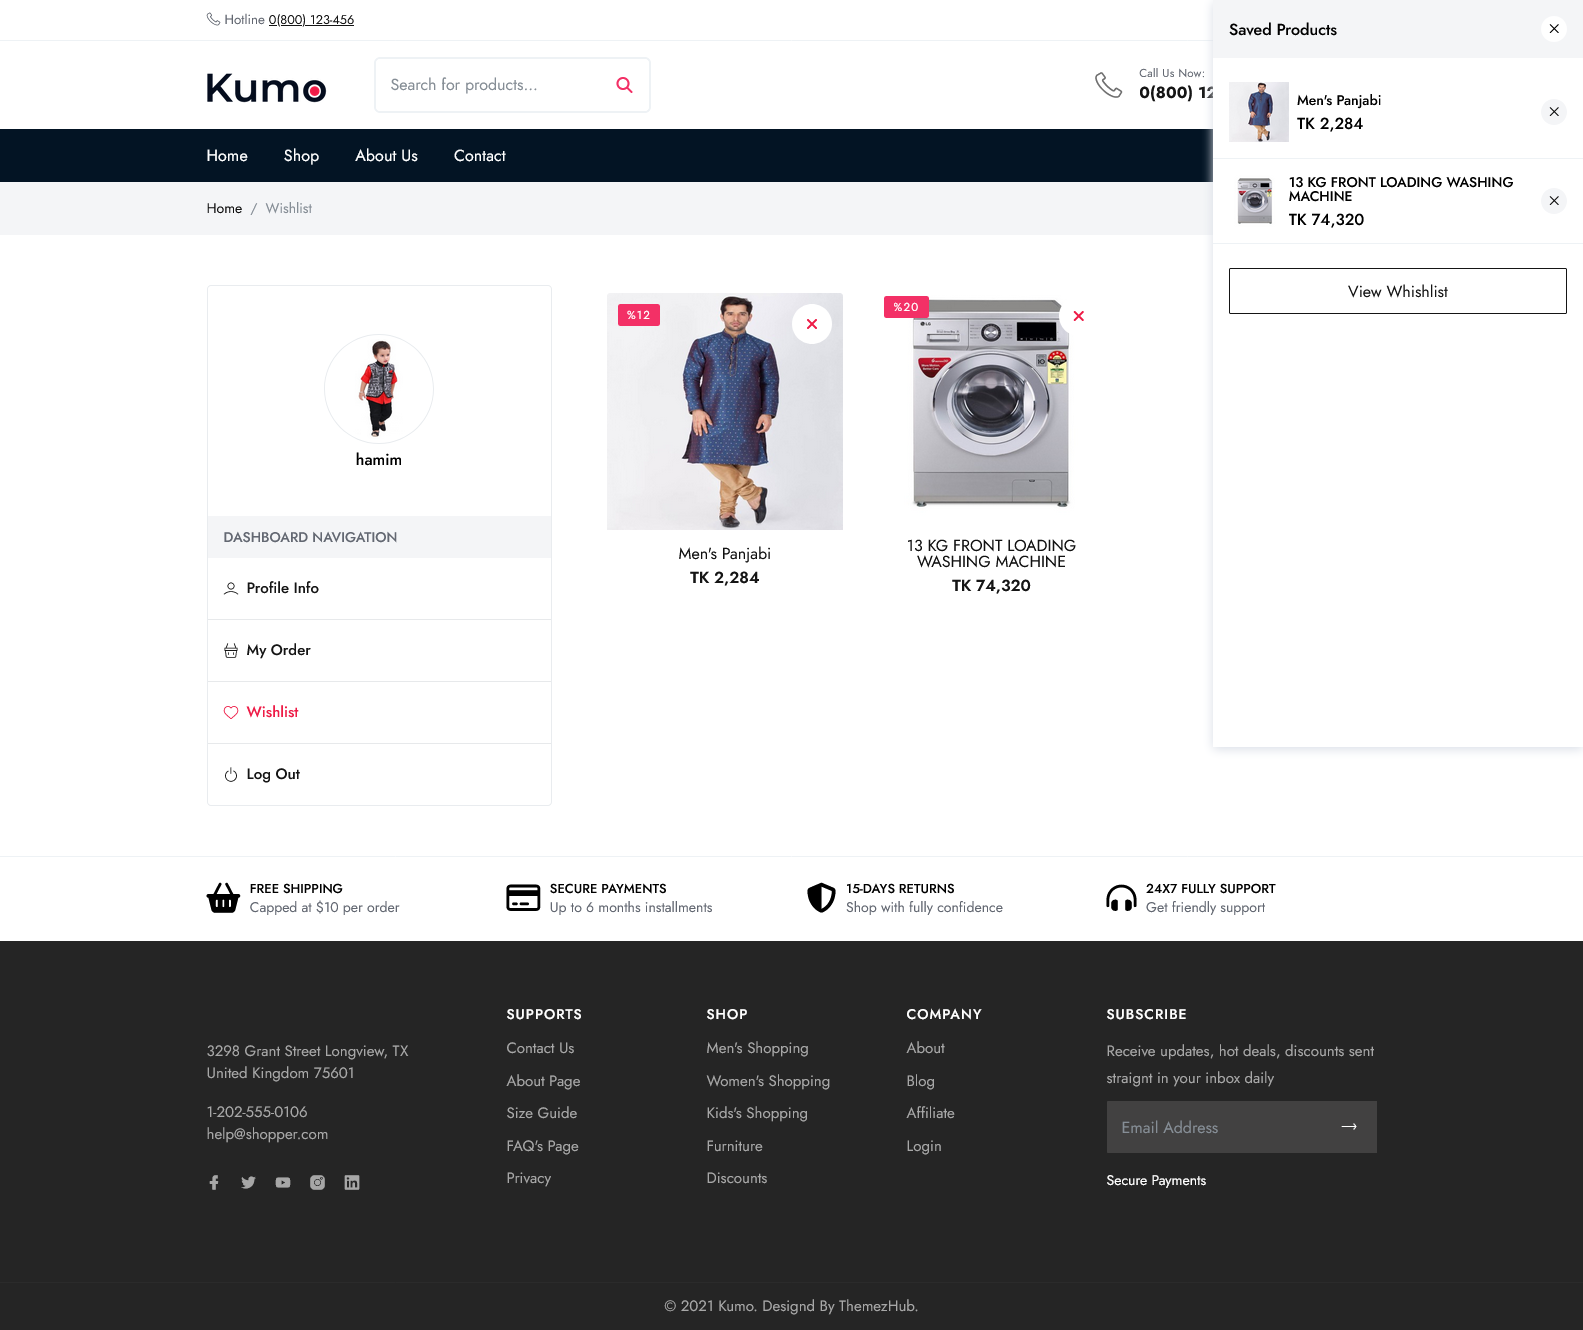 Hotline 0(800) 123-456
Kumo
Search for products...
Call Us Now:
0(800) 12
Home
Shop
About Us
Contact
Home / Wishlist
Saved Products
Men's Panjabi
TK 2,284
13 KG FRONT LOADING WASHING
MACHINE
TK 74,320
View Whishlist
hamim
DASHBOARD NAVIGATION
Profile Info
My Order
Wishlist
Log Out
%12
Men's Panjabi
TK 2,284
%20
LG
13 KG FRONT LOADING
WASHING MACHINE
TK 74,320
FREE SHIPPING
Capped at $10 per order
SECURE PAYMENTS
Up to 6 months installments
15-DAYS RETURNS
Shop with fully confidence
24X7 FULLY SUPPORT
Get friendly support
3298 Grant Street Longview, TX
United Kingdom 75601
1-202-555-0106
help@shopper.com
SUPPORTS
Contact Us
About Page
Size Guide
FAQ's Page
Privacy
SHOP
Men's Shopping
Women's Shopping
Kids's Shopping
Furniture
Discounts
COMPANY
About
Blog
Affiliate
Login
SUBSCRIBE
Receive updates, hot deals, discounts sent
straignt in your inbox daily
Email Address
Secure Payments
© 2021 Kumo. Designd By ThemezHub.